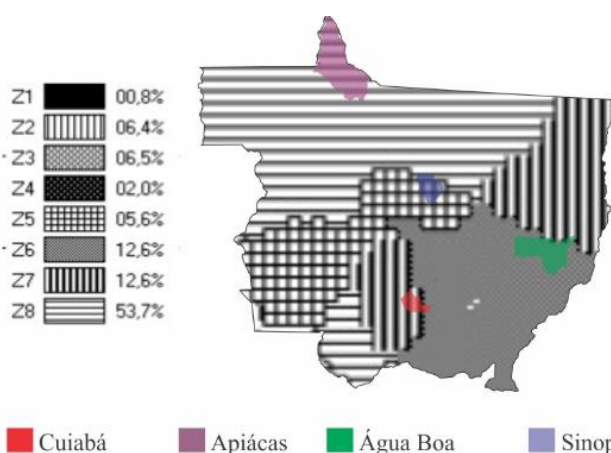 Z1 00,8%
Z2 06,4%
Z3 06,5%
Z4 02,0%
Z5 05,6%
Z6 12,6%
Z7 12,6%
Z8 53,7%
Cuiabá Apiácas Água Boa Sinop